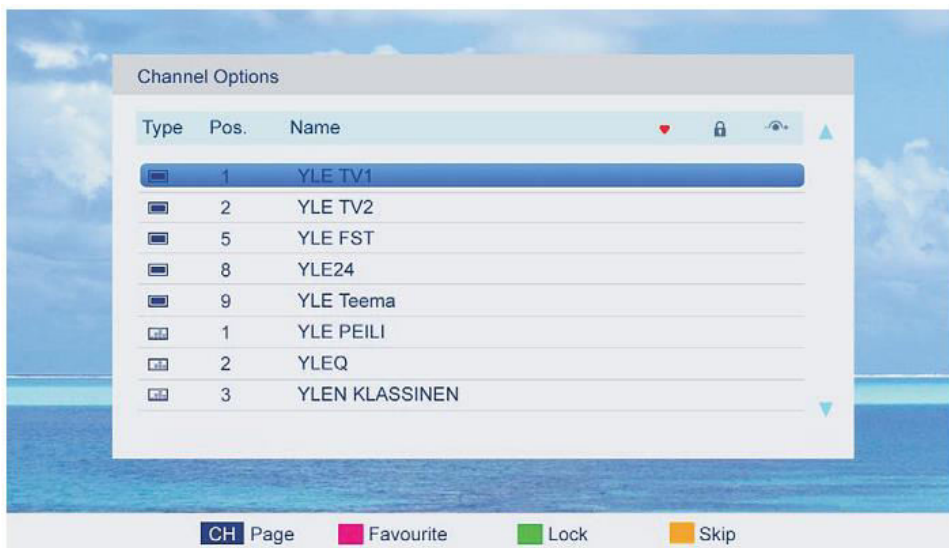 Channel Options
Type Pos. Name
1 YLE TV1
2 YLE TV2
5 YLE FST
8 YLE24
9 YLE Teema
1 YLE PEILI
2 YLEQ
3 YLEN KLASSINEN
CH Page Favourite Lock Skip